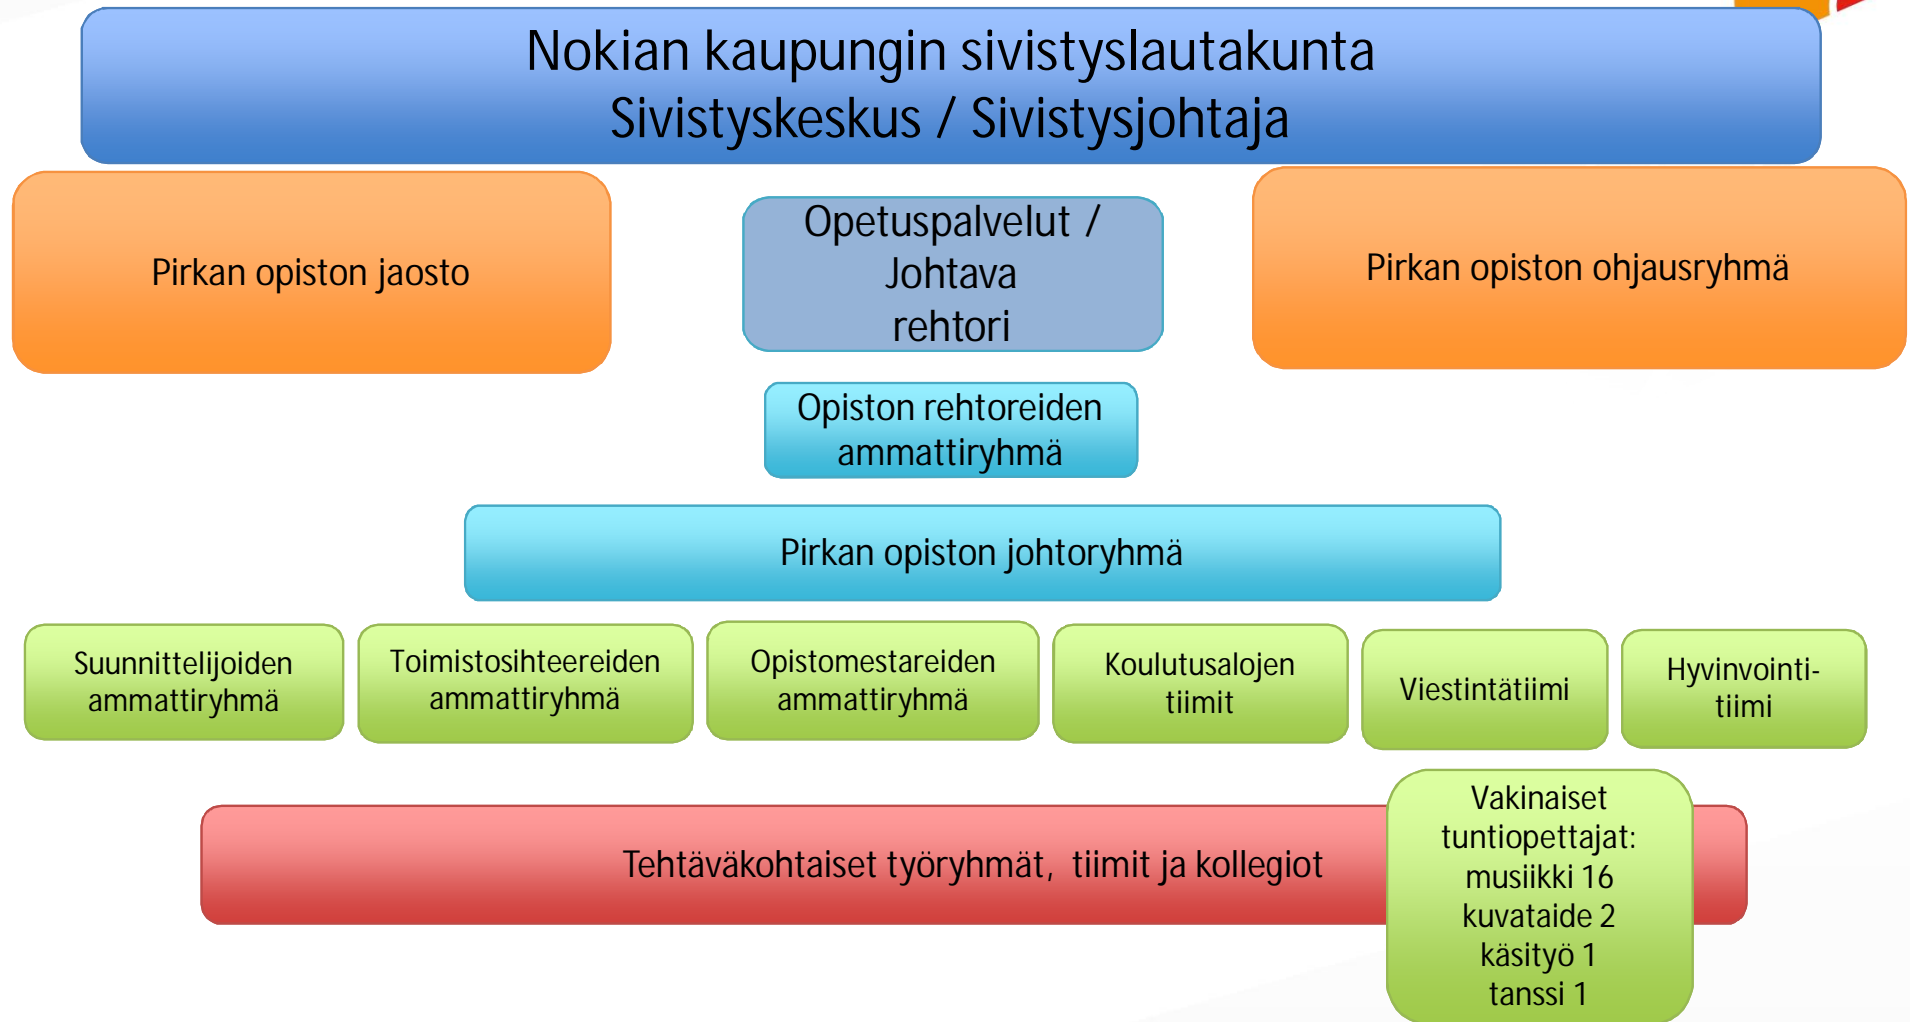 Nokian kaupungin sivistyslautakunta
Sivistyskeskus / Sivistysjohtaja
Pirkan opiston jaosto
Opetuspalvelut /
Johtava
rehtori
Pirkan opiston ohjausryhmä
Opiston rehtoreiden
ammattiryhmä
Pirkan opiston johtoryhmä
Suunnittelijoiden
ammattiryhmä
Toimistosihteereiden
ammattiryhmä
Opistomestareiden
ammattiryhmä
Koulutusalojen
tiimit
Viestintätiimi
Hyvinvointi-
tiimi
Tehtäväkohtaiset työryhmät, tiimit ja kollegiot
Vakinaiset
tuntiopettajat:
musiikki 16
kuvataide 2
käsityö 1
tanssi 1